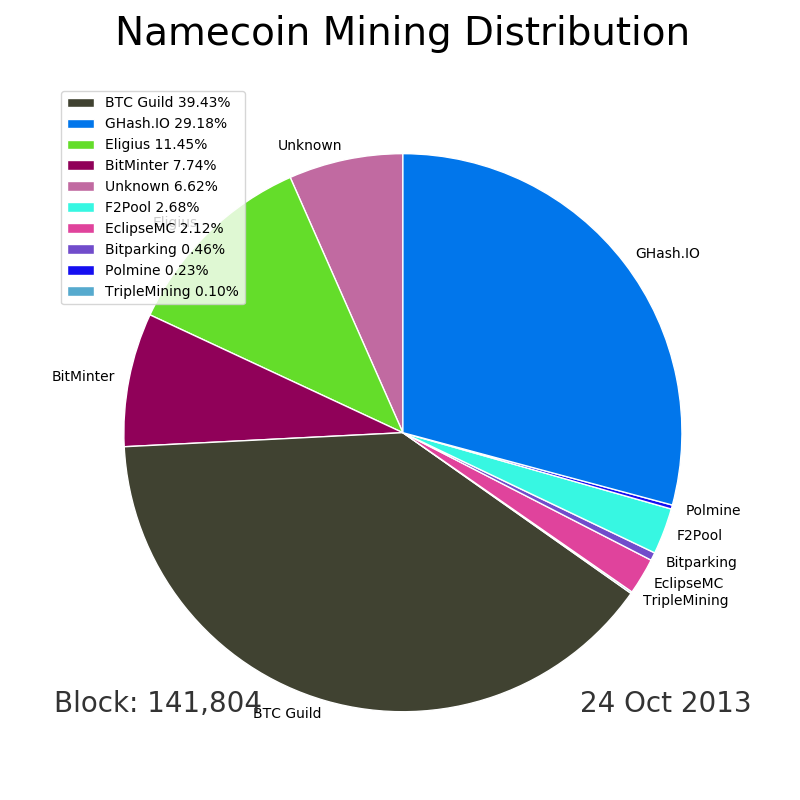 Namecoin Mining Distribution
BTC Guild 39.43%
GHash.IO 29.18%
Eligius 11.45%
BitMinter 7.74%
Unknown 6.62%
F2Pool 2.68%
EclipseMC 2.12%
Bitparking 0.46%
Polmine 0.23%
TripleMining 0.10%
Unknown
Eligius
GHash.IO
BitMinter
Polmine
F2Pool
Bitparking
EclipseMC
TripleMining
Block: 141,804
BTC Guild
24 Oct 2013